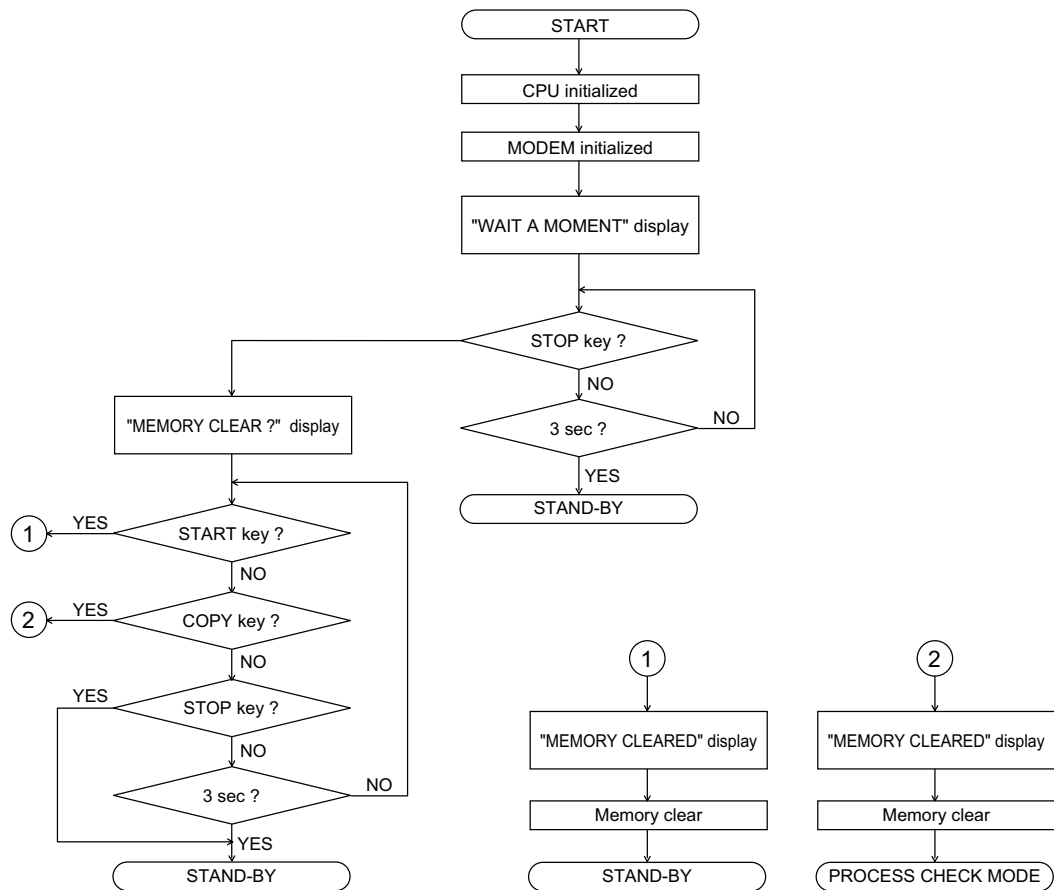 START
CPU initialized
MODEM initialized
"WAIT A MOMENT" display
STOP key ?
NO
"MEMORY CLEAR ?" display
3 sec ?
NO
YES
STAND-BY
1
YES
START key ?
NO
2
YES
COPY key ?
NO
YES
STOP key ?
NO
3 sec ?
NO
YES
STAND-BY
1
"MEMORY CLEARED" display
Memory clear
STAND-BY
2
"MEMORY CLEARED" display
Memory clear
PROCESS CHECK MODE